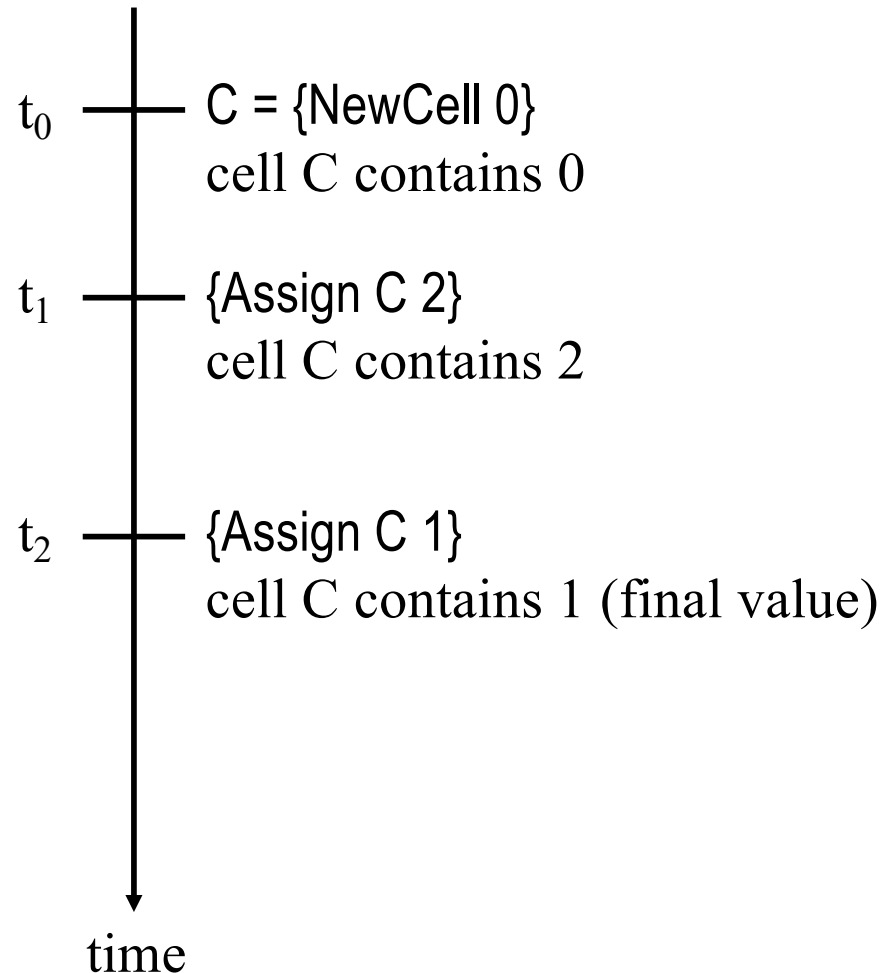 t₀ C = {NewCell 0}
cell C contains 0
t₁ {Assign C 2}
cell C contains 2
t₂ {Assign C 1}
cell C contains 1 (final value)
time